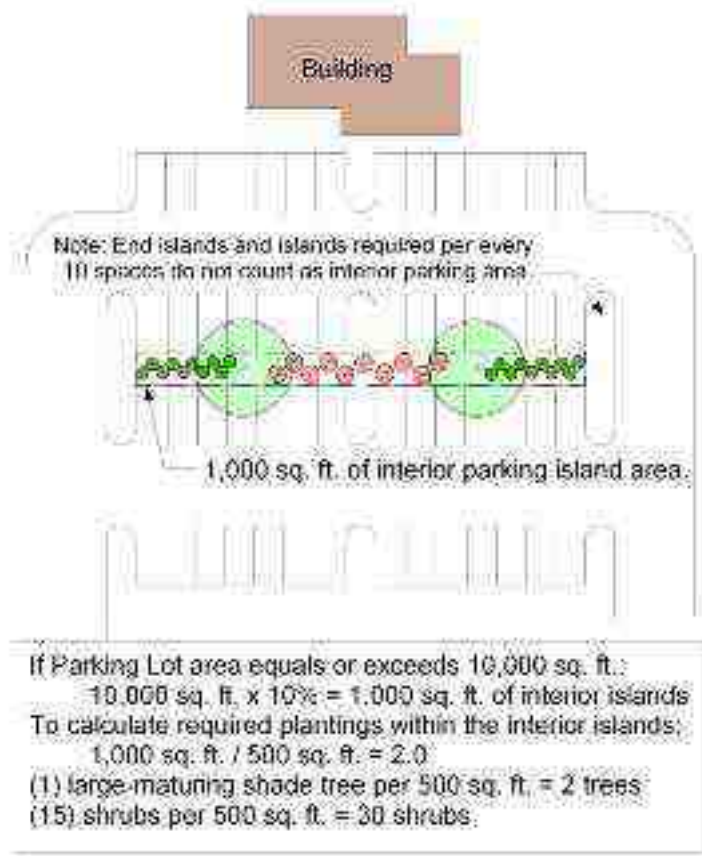 Building
Note: End islands and islands required per every
10 spaces do not count as interior parking area.
1,000 sq. ft. of interior parking island area.
If Parking Lot area equals or exceeds 10,000 sq. ft.:
10,000 sq. ft. x 10% = 1,000 sq. ft. of interior islands
To calculate required plantings within the interior islands:
1,000 sq. ft. / 500 sq. ft. = 2.0
(1) large-maturing shade tree per 500 sq. ft. = 2 trees
(15) shrubs per 500 sq. ft. = 30 shrubs